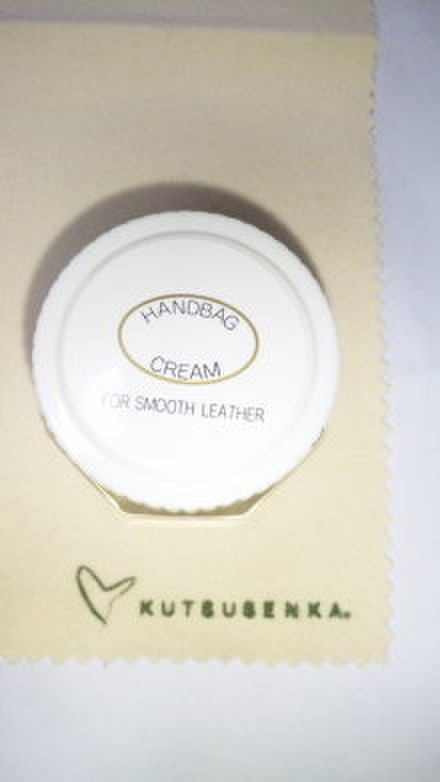 HANDBAG
CREAM
FOR SMOOTH LEATHER
KUTSUSENKA.